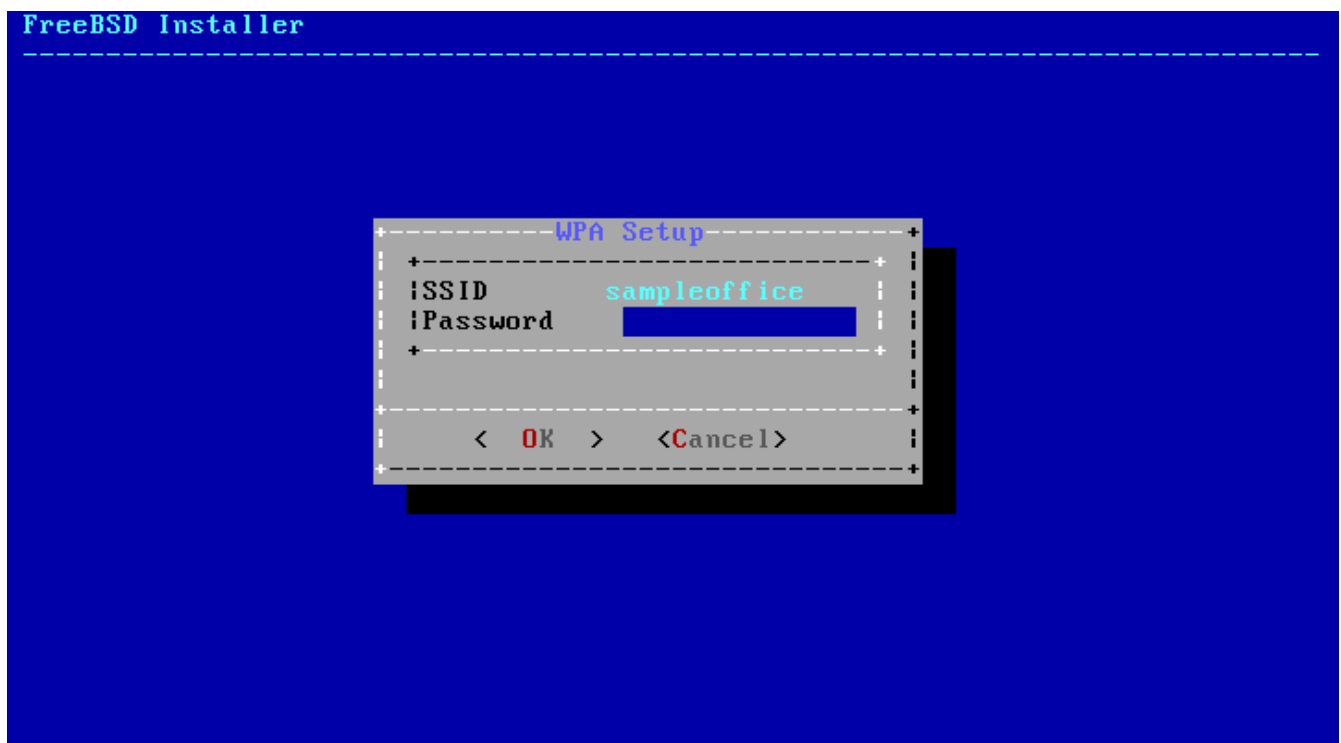 FreeBSD Installer
WPA Setup
SSID sampleoffice
Password
< OK > <Cancel>